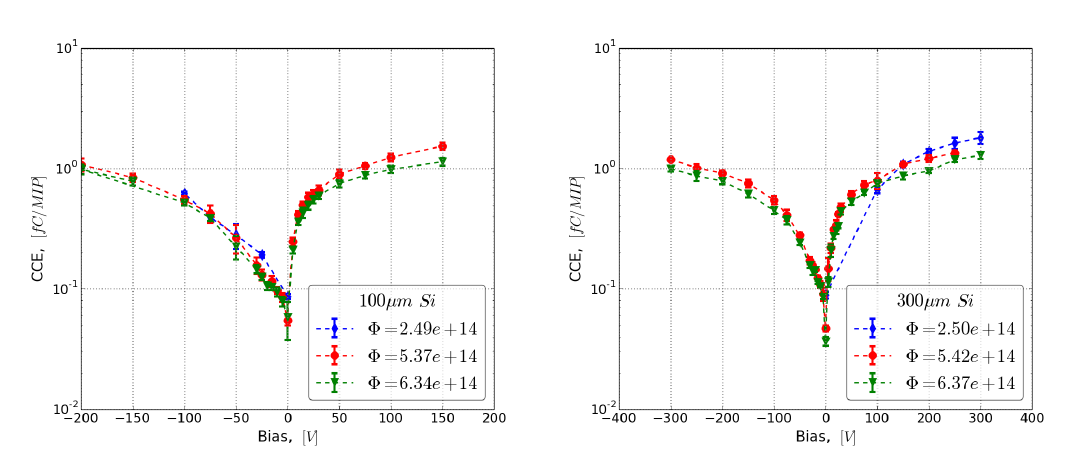 10^1
10^0
10^-1
10^-2
CCE, [fC/MIP]
−200 −150 −100 −50 0 50 100 150 200
Bias, [V]
100μm Si
Φ=2.49e+14
Φ=5.37e+14
Φ=6.34e+14
10^1
10^0
10^-1
10^-2
CCE, [fC/MIP]
−400 −300 −200 −100 0 100 200 300 400
Bias, [V]
300μm Si
Φ=2.50e+14
Φ=5.42e+14
Φ=6.37e+14